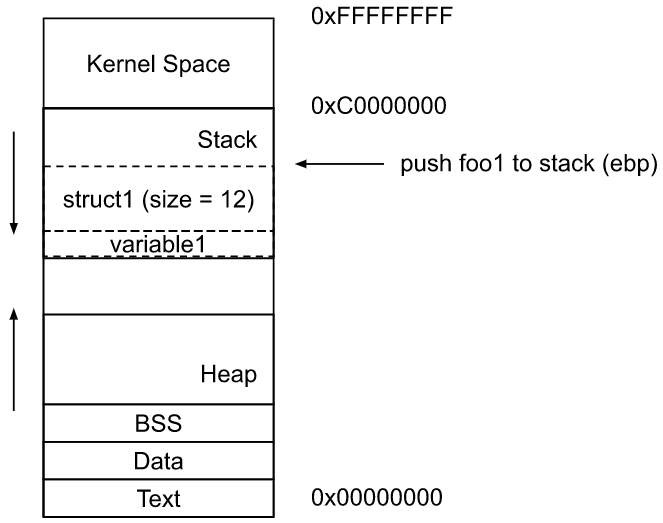 0xFFFFFFFF
Kernel Space
0xC0000000
Stack
push foo1 to stack (ebp)
struct1 (size = 12)
variable1
Heap
BSS
Data
Text
0x00000000